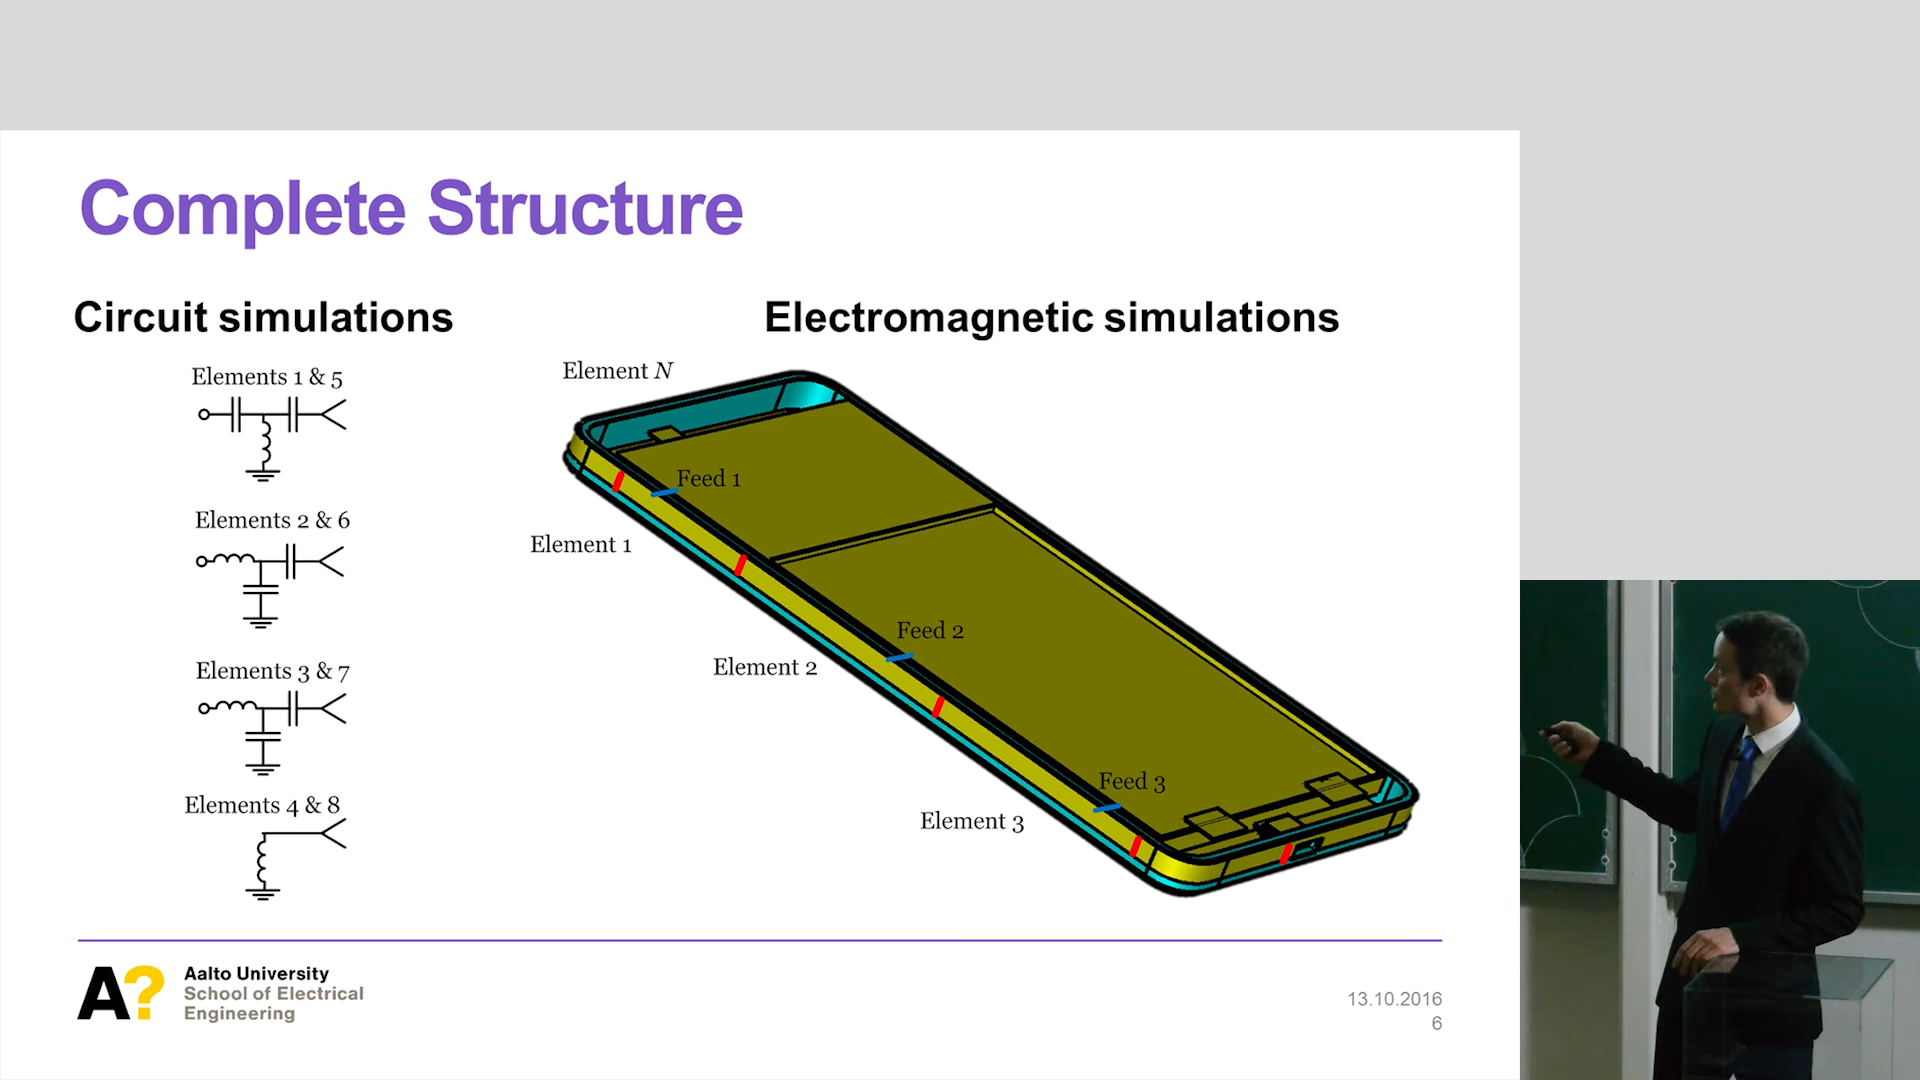 Complete Structure
Circuit simulations
Electromagnetic simulations
Elements 1 & 5
Elements 2 & 6
Elements 3 & 7
Elements 4 & 8
Element N
Feed 1
Element 1
Feed 2
Element 2
Feed 3
Element 3
A?
Aalto University
School of Electrical
Engineering
13.10.2016
6